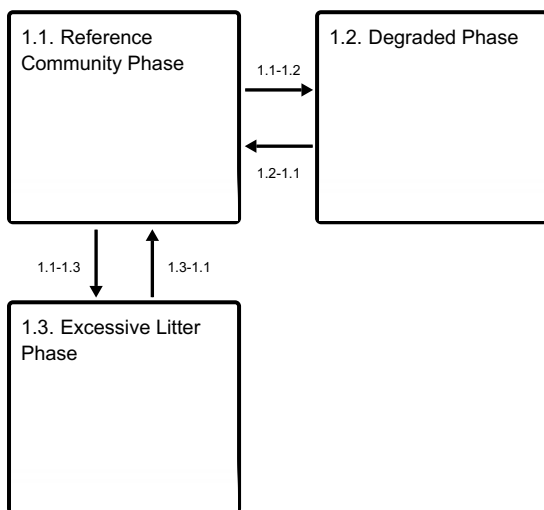 1.1. Reference
Community Phase
1.2. Degraded Phase
1.1-1.2
1.2-1.1
1.1-1.3
1.3-1.1
1.3. Excessive Litter
Phase